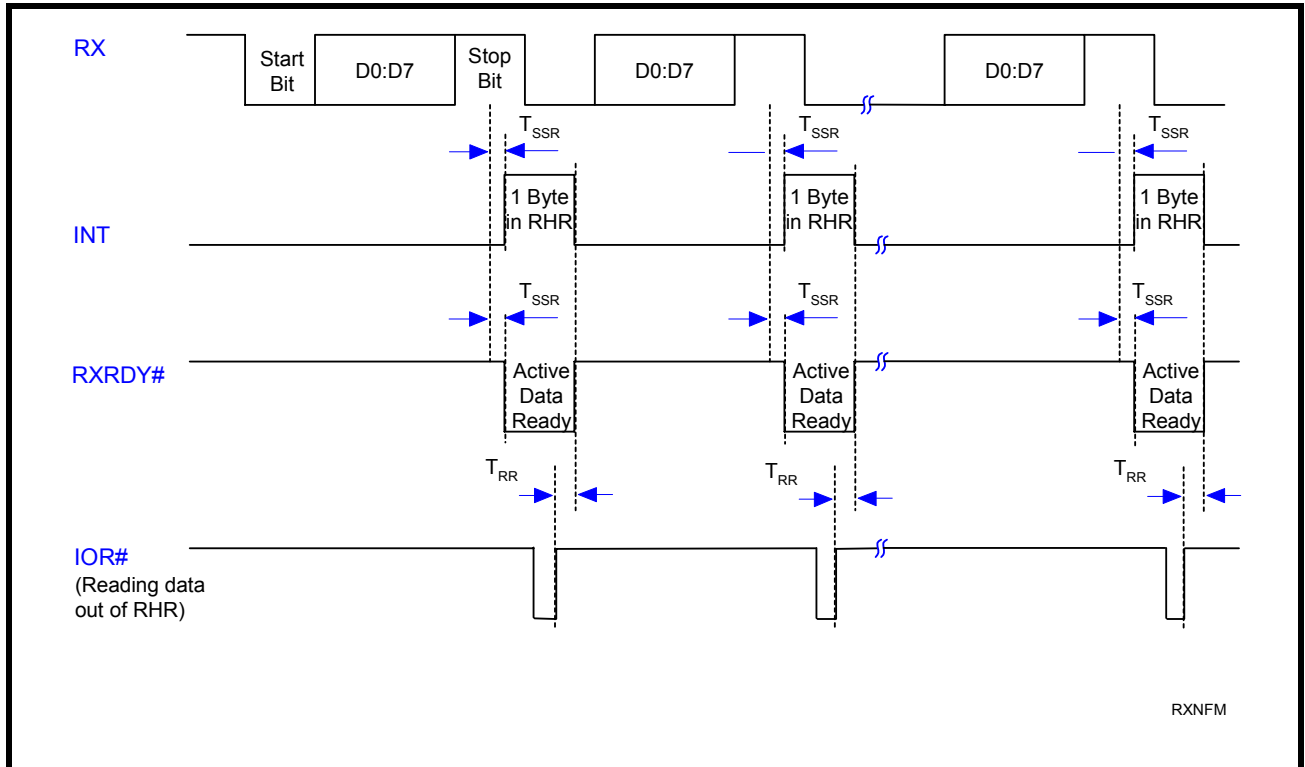 RX
Start
Bit
D0:D7
Stop
Bit
D0:D7
D0:D7
TSSR
TSSR
TSSR
1 Byte
in RHR
1 Byte
in RHR
1 Byte
in RHR
INT
TSSR
TSSR
TSSR
RXRDY#
Active
Data
Ready
Active
Data
Ready
Active
Data
Ready
TRR
TRR
TRR
IOR#
(Reading data
out of RHR)
RXNFM